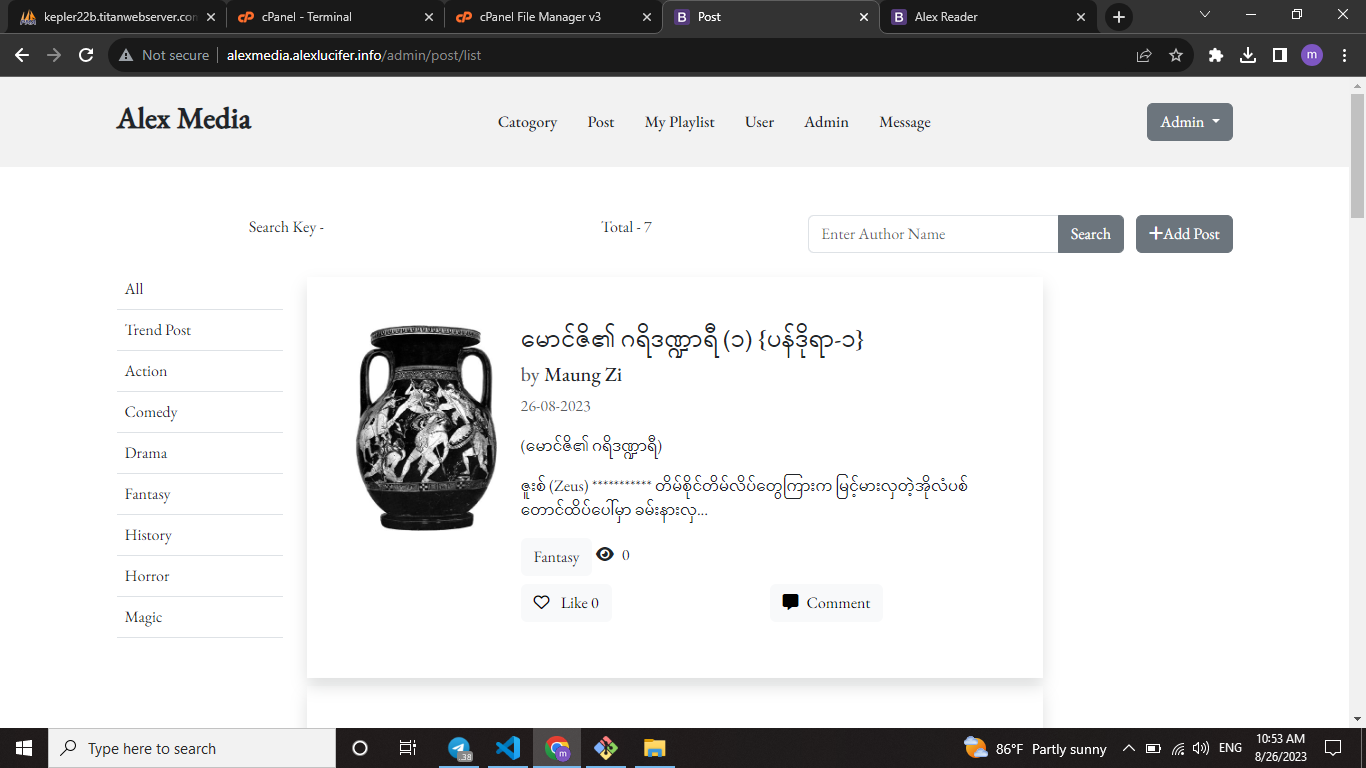 kepler22b.titanwebserver.com
cPanel - Terminal
cPanel File Manager v3
Post
Alex Reader
Not secure
alexmedia.alexlucifer.info/admin/post/list
m
Alex Media
Catogory
Post
My Playlist
User
Admin
Message
Admin
Search Key -
Total - 7
Enter Author Name
Search
Add Post
All
Trend Post
Action
Comedy
Drama
Fantasy
History
Horror
Magic
မောင်ဇိ၏ ဂရိဒဏ္ဍာရီ (၁) {ပန်ဒိုရာ-၁}
by Maung Zi
26-08-2023
(မောင်ဇိ၏ ဂရိဒဏ္ဍာရီ)
ဇူးစ် (Zeus) *********** တိမ်စိုင်တိမ်လိပ်တွေကြားက မြင့်မားလှတဲ့အိုလံပစ်
တောင်ထိပ်ပေါ်မှာ ခမ်းနားလှ...
Fantasy
0
Like 0
Comment
Type here to search
38
m
86°F Partly sunny
ENG
10:53 AM
8/26/2023